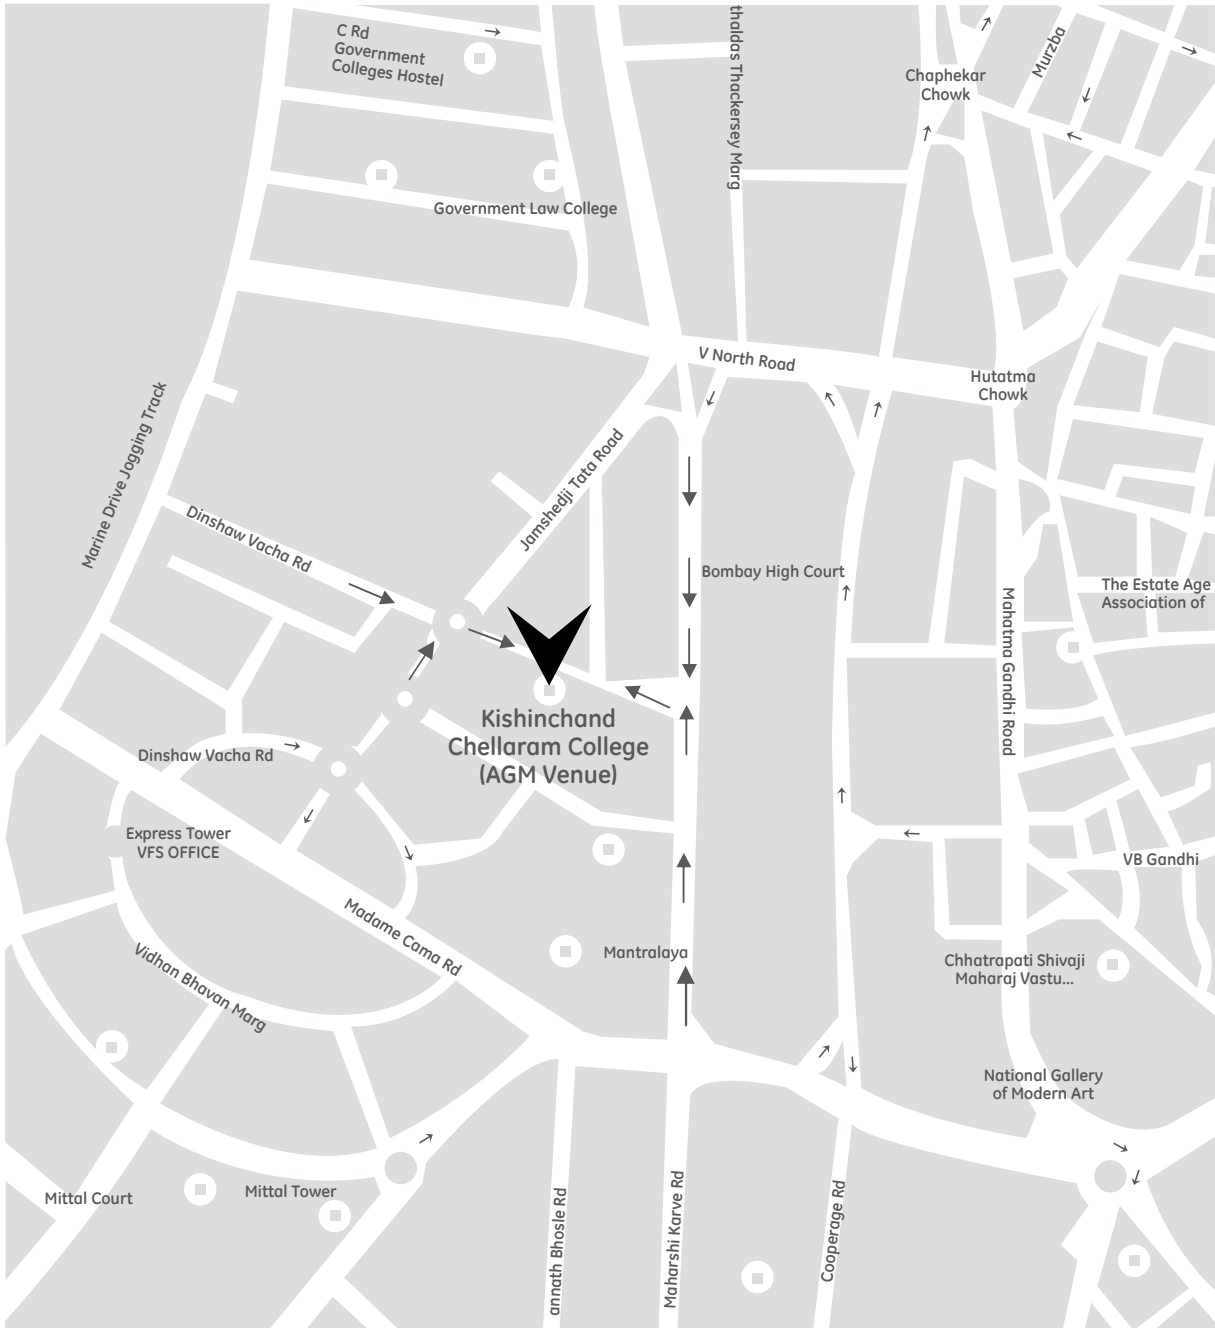 C Rd
Government
Colleges Hostel
thaldas Thackersey Marg
Murzba
Chaphekar
Chowk
Government Law College
V North Road
Hutatma
Chowk
Marine Drive Jogging Track
Jamshedji Tata Road
Dinshaw Vacha Rd
Bombay High Court
The Estate Age
Association of
Mahatma Gandhi Road
Kishinchand
Chellaram College
(AGM Venue)
Dinshaw Vacha Rd
Express Tower
VFS OFFICE
VB Gandhi
Madame Cama Rd
Mantralaya
Vidhan Bhavan Marg
Chhatrapati Shivaji
Maharaj Vastu...
National Gallery
of Modern Art
Mittal Court
Mittal Tower
annath Bhosle Rd
Maharshi Karve Rd
Cooperage Rd